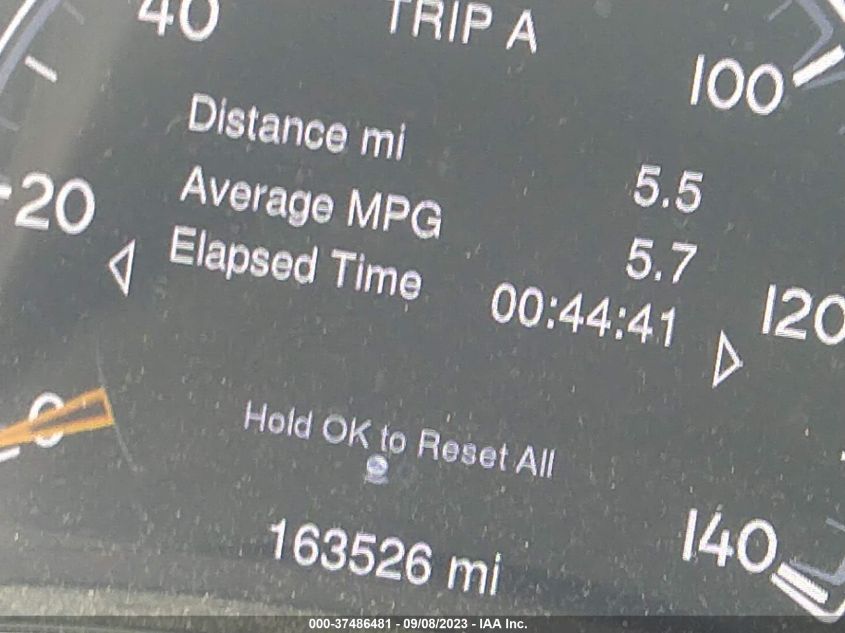 40
TRIP A
100
Distance mi 5.5
20
Average MPG 5.7
Elapsed Time 00:44:41
120
0
Hold OK to Reset All
163526 mi
140
000-37486481 - 09/08/2023 - IAA Inc.